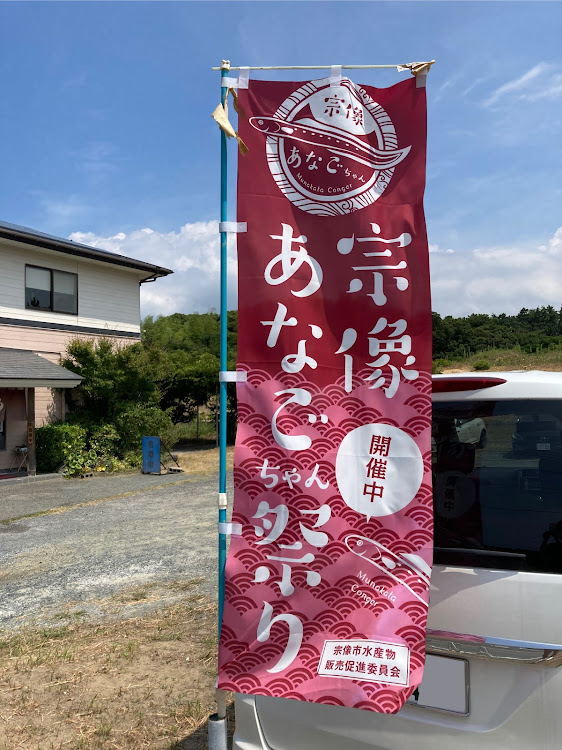 宗像
あなごちゃん
Munakata Conger
宗像
あなごちゃん祭り
開催中
Munakata
Conger
宗像市水産物
販売促進委員会